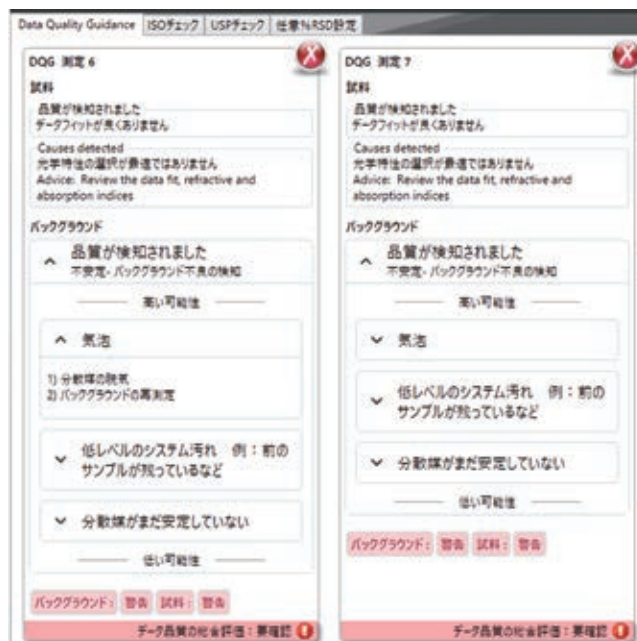 Data Quality Guidance ISOチェック USPチェック 任意%RSD設定
DQG 測定 6
試料
品質が検知されました
データフィットが良くありません
Causes detected
光学特性の選択が最適ではありません
Advice: Review the data fit, refractive and
absorption indices
バックグラウンド
品質が検知されました
不安定- バックグラウンド不良の検知
高い可能性
気泡
1) 分散媒の脱気
2) バックグラウンドの再測定
低レベルのシステム汚れ 例：前の
サンプルが残っているなど
分散媒がまだ安定していない
低い可能性
バックグラウンド： 警告 試料： 警告
データ品質の総合評価：要確認
DQG 測定 7
試料
品質が検知されました
データフィットが良くありません
Causes detected
光学特性の選択が最適ではありません
Advice: Review the data fit, refractive and
absorption indices
バックグラウンド
品質が検知されました
不安定- バックグラウンド不良の検知
高い可能性
気泡
低レベルのシステム汚れ 例：前の
サンプルが残っているなど
分散媒がまだ安定していない
低い可能性
バックグラウンド： 警告 試料： 警告
データ品質の総合評価：要確認